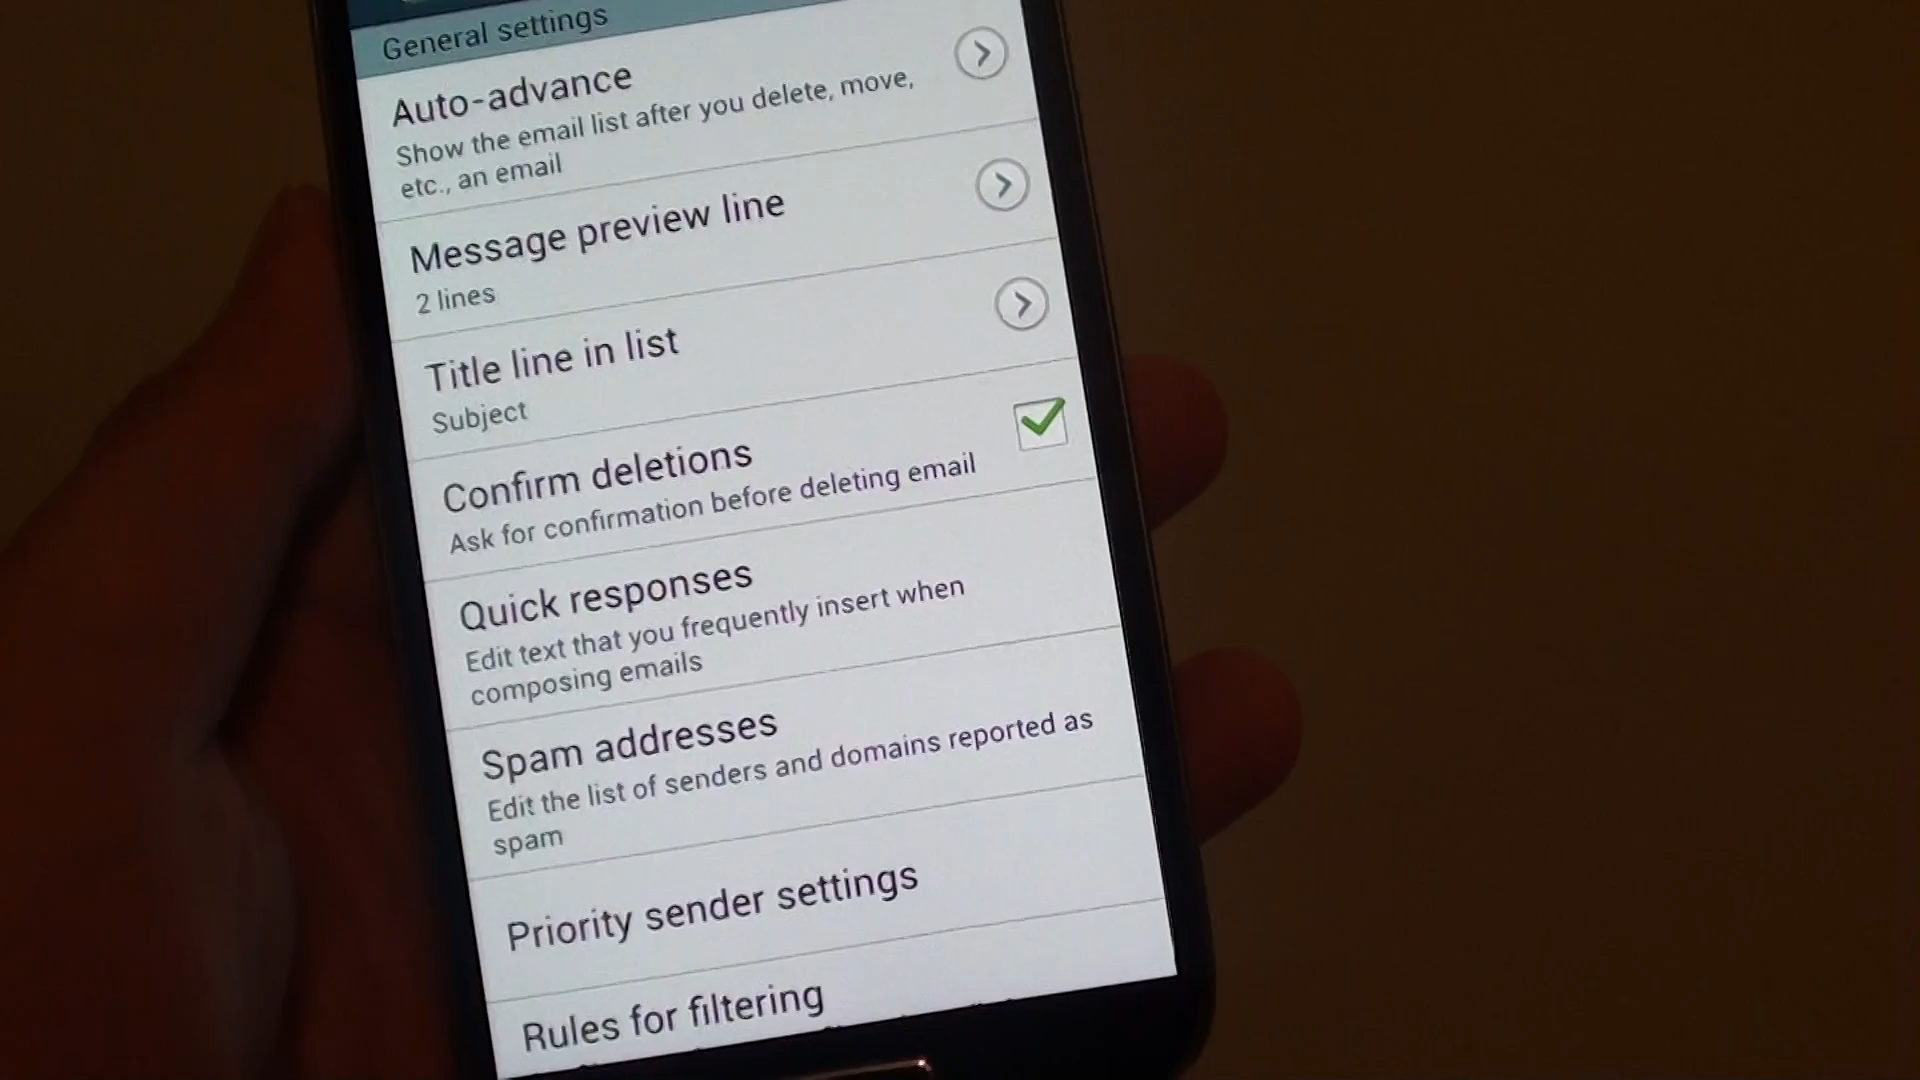 General settings
Auto-advance
Show the email list after you delete, move,
etc., an email
Message preview line
2 lines
Title line in list
Subject
Confirm deletions
Ask for confirmation before deleting email
Quick responses
Edit text that you frequently insert when
composing emails
Spam addresses
Edit the list of senders and domains reported as
spam
Priority sender settings
Rules for filtering